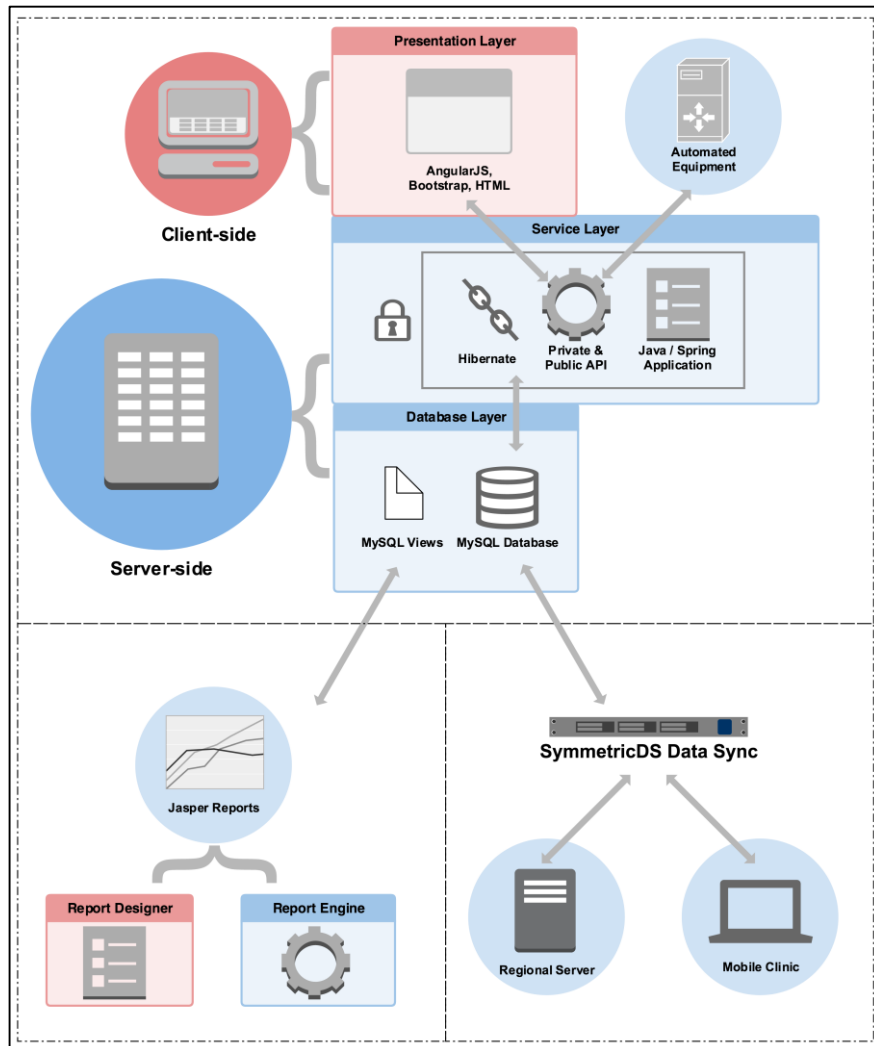 Presentation Layer
AngularJS,
Bootstrap, HTML
Automated
Equipment
Client-side
Service Layer
Hibernate
Private &
Public API
Java / Spring
Application
Database Layer
MySQL Views
MySQL Database
Server-side
Jasper Reports
Report Designer
Report Engine
SymmetricDS Data Sync
Regional Server
Mobile Clinic